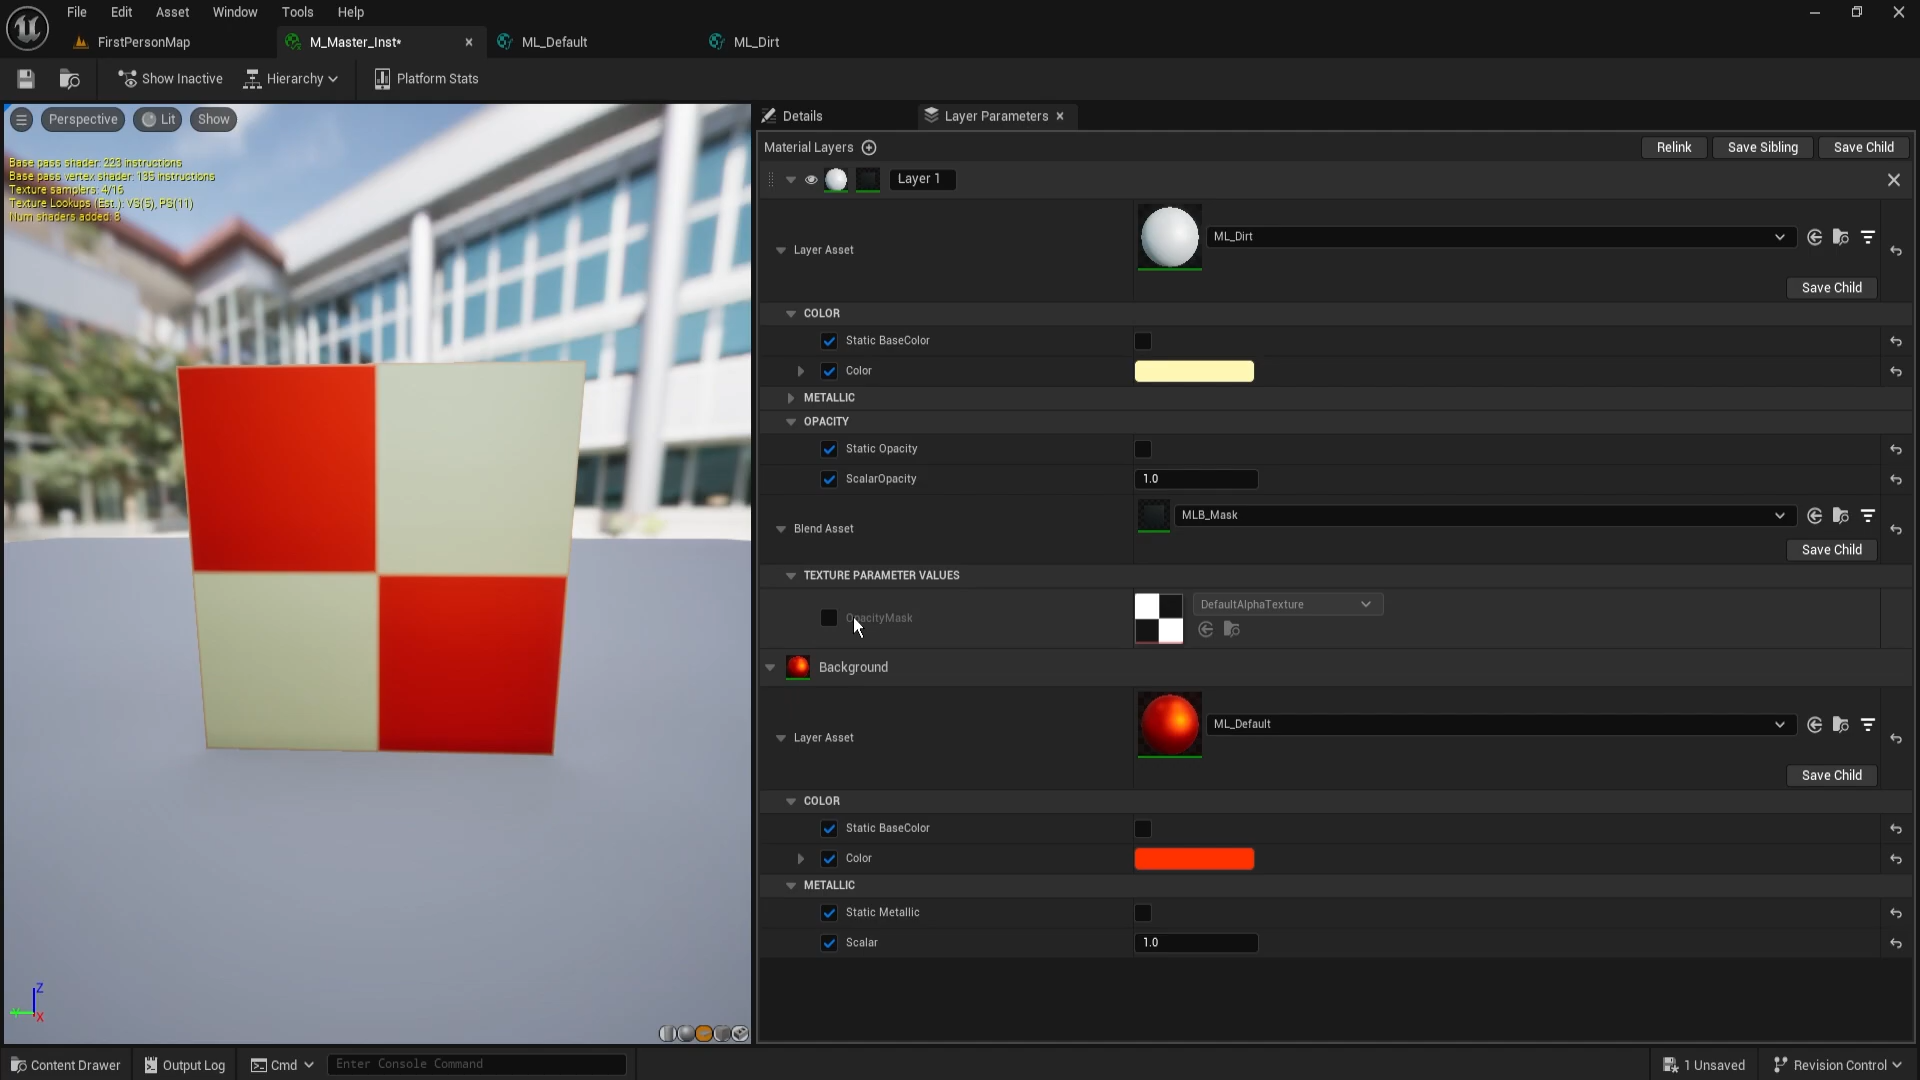 File Edit Asset Window Tools Help
FirstPersonMap M_Master_Inst* ML_Default ML_Dirt
Show Inactive Hierarchy Platform Stats
Perspective Lit Show
Base pass shader: 223 instructions
Base pass vertex shader: 135 instructions
Texture samplers: 4/16
Texture Lookups (Est.): VS(5), PS(11)
Num shaders added: 8
Z
X
Details Layer Parameters
Material Layers Relink Save Sibling Save Child
Layer 1
Layer Asset ML_Dirt
Save Child
COLOR
Static BaseColor
Color
METALLIC
OPACITY
Static Opacity
ScalarOpacity 1.0
Blend Asset MLB_Mask
Save Child
TEXTURE PARAMETER VALUES
OpacityMask DefaultAlphaTexture
Background
Layer Asset ML_Default
Save Child
COLOR
Static BaseColor
Color
METALLIC
Static Metallic
Scalar 1.0
Content Drawer Output Log Cmd Enter Console Command 1 Unsaved Revision Control